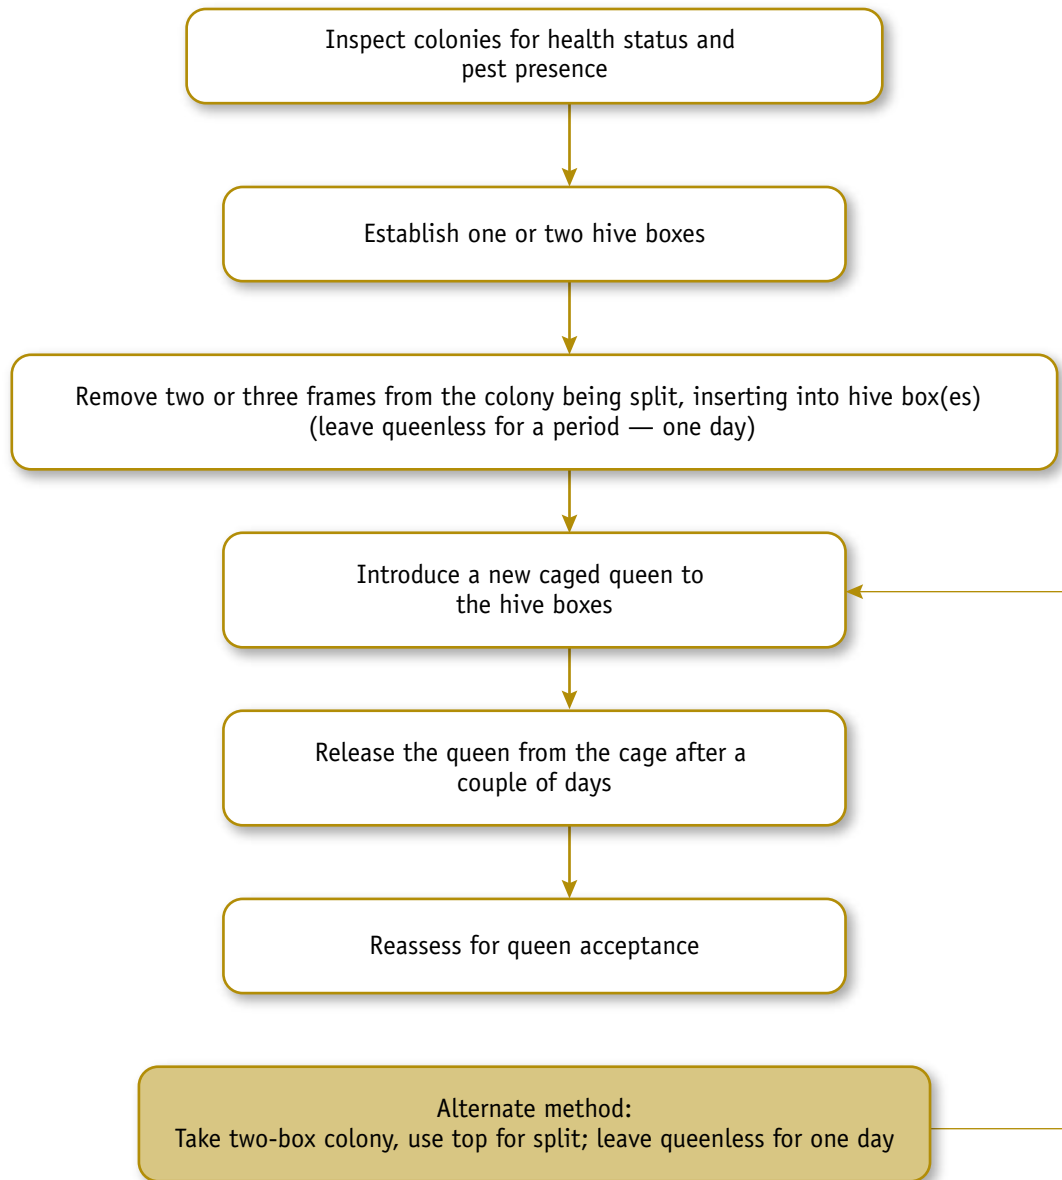 Inspect colonies for health status and
pest presence
Establish one or two hive boxes
Remove two or three frames from the colony being split, inserting into hive box(es)
(leave queenless for a period — one day)
Introduce a new caged queen to
the hive boxes
Release the queen from the cage after a
couple of days
Reassess for queen acceptance
Alternate method:
Take two-box colony, use top for split; leave queenless for one day